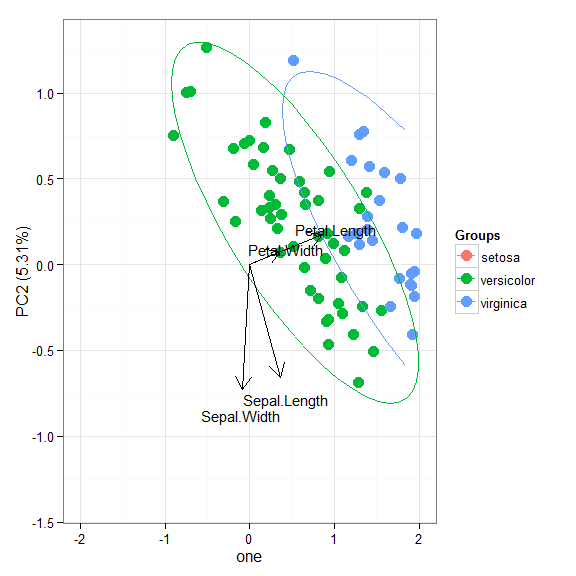 1.0
0.5
0.0
-0.5
-1.0
-1.5
PC2 (5.31%)
Petal.Length
Petal.Width
Sepal.Length
Sepal.Width
-2
-1
0
1
2
one
Groups
setosa
versicolor
virginica